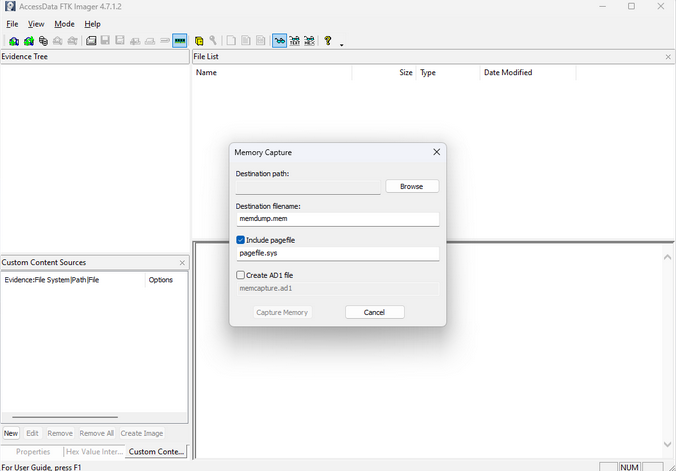 AccessData FTK Imager 4.7.1.2
File View Mode Help
Evidence Tree
File List
Name Size Type Date Modified
Memory Capture
Destination path:
Browse
Destination filename:
memdump.mem
Include pagefile
pagefile.sys
Create AD1 file
memcapture.ad1
Capture Memory Cancel
Custom Content Sources
Evidence:File System|Path|File Options
New Edit Remove Remove All Create Image
Properties Hex Value Inter... Custom Conte...
For User Guide, press F1
NUM